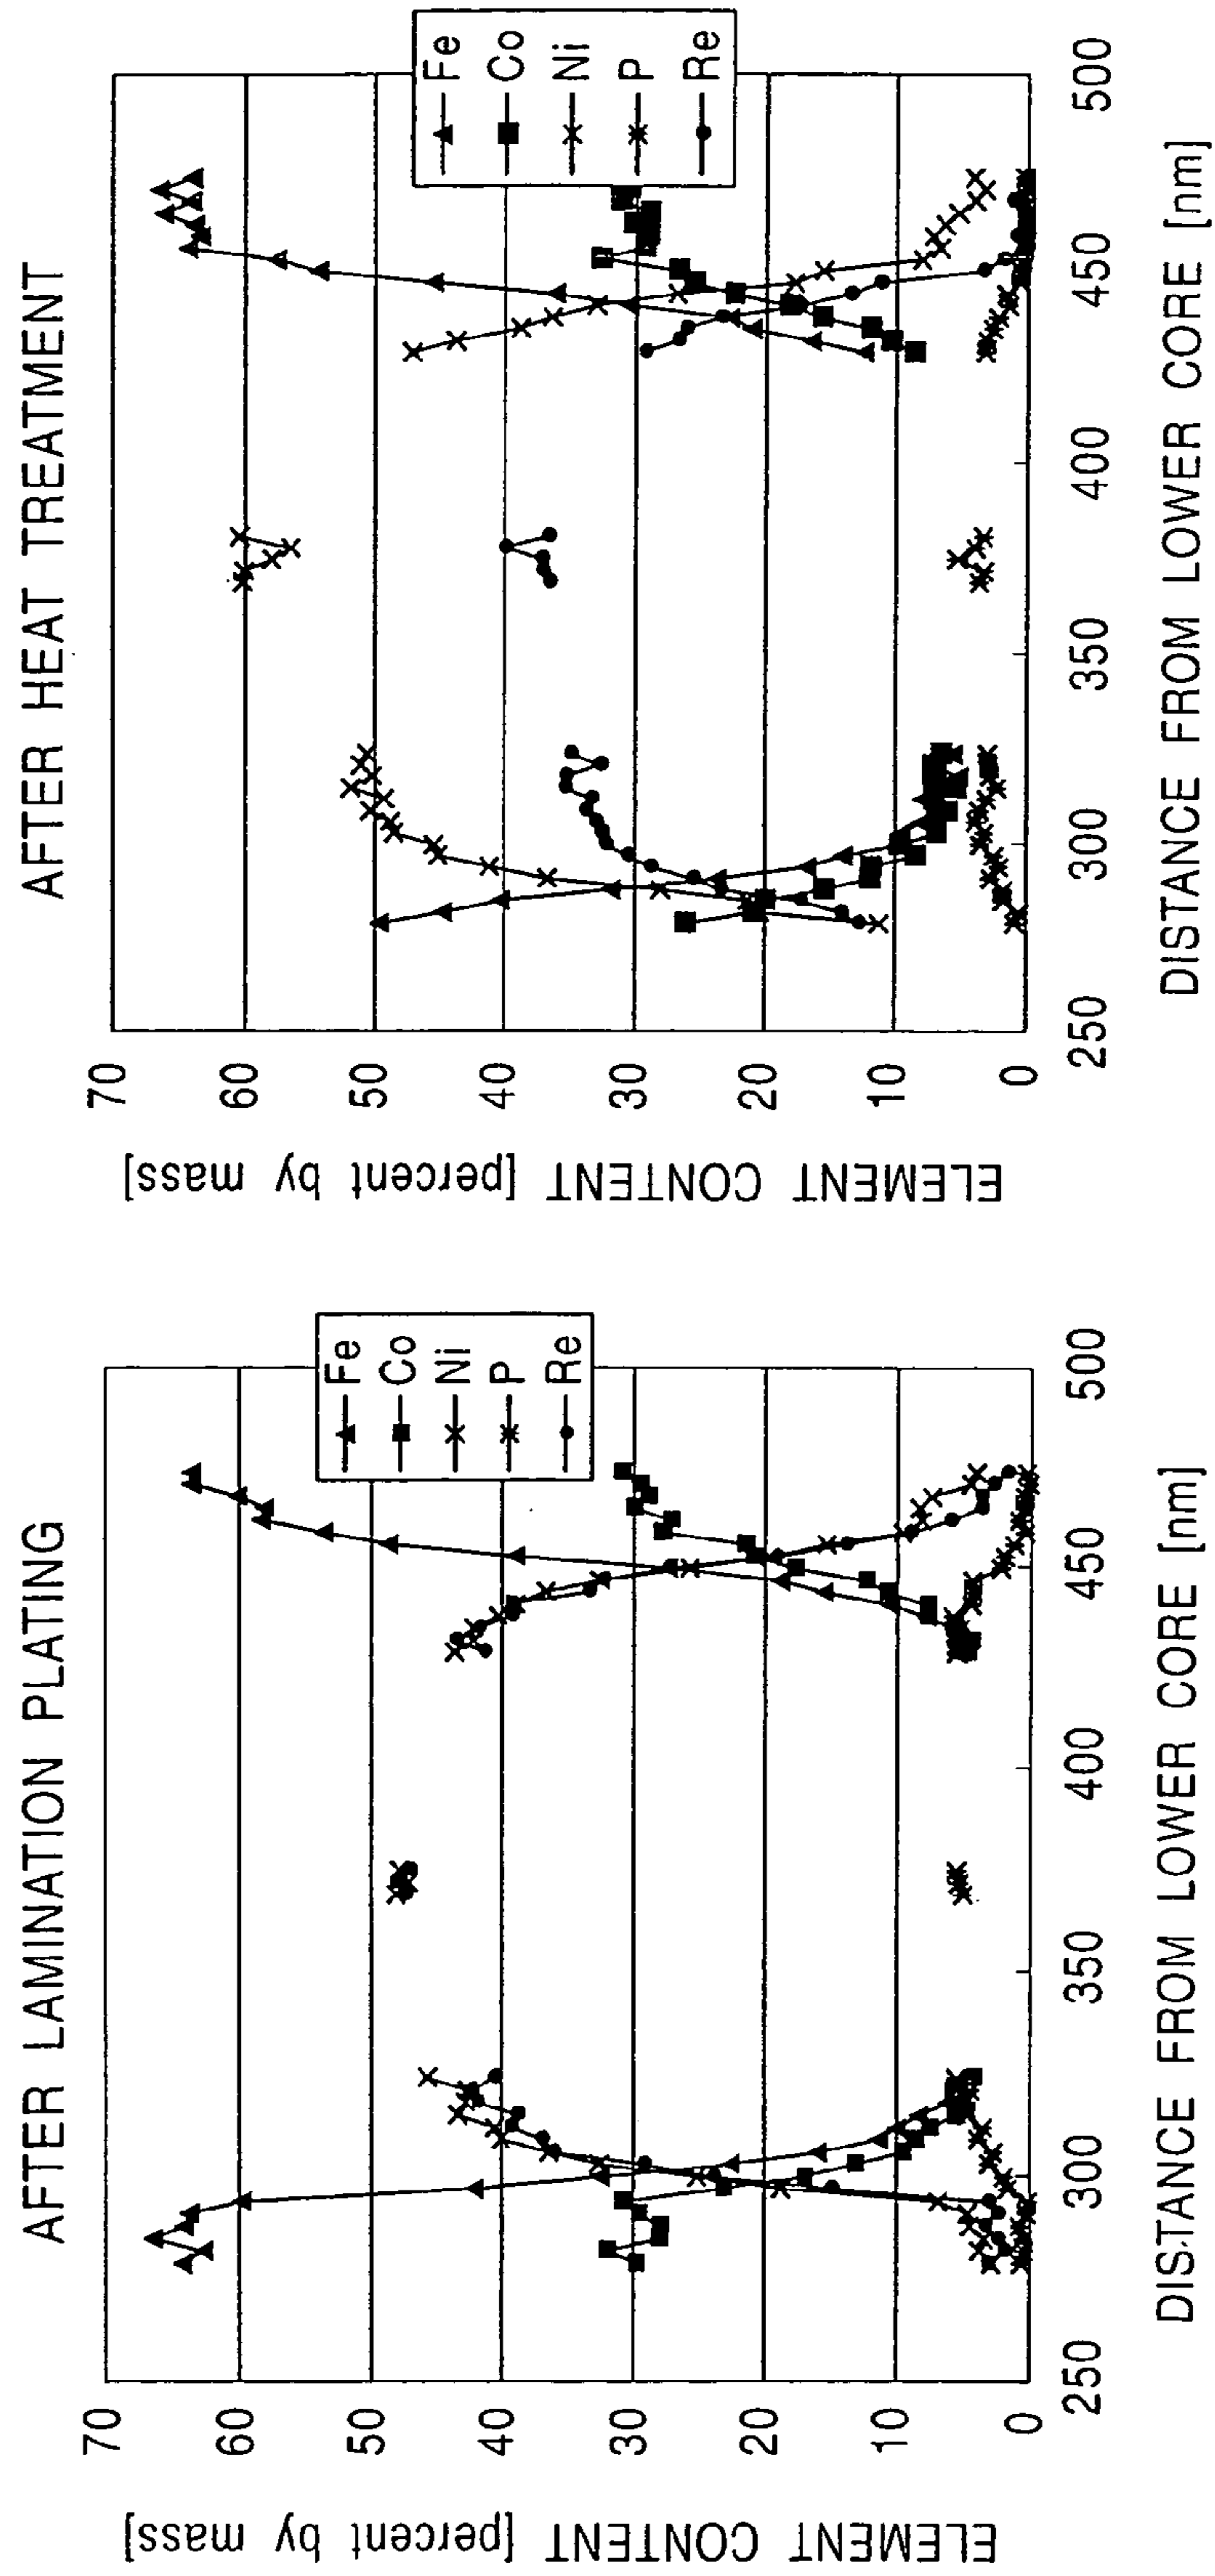 AFTER LAMINATION PLATING
ELEMENT CONTENT [percent by mass]
70
60
50
40
30
20
10
0
250
300
350
400
450
500
DISTANCE FROM LOWER CORE [nm]
Fe
Co
Ni
P
Re
AFTER HEAT TREATMENT
ELEMENT CONTENT [percent by mass]
70
60
50
40
30
20
10
0
250
300
350
400
450
500
DISTANCE FROM LOWER CORE [nm]
Fe
Co
Ni
P
Re